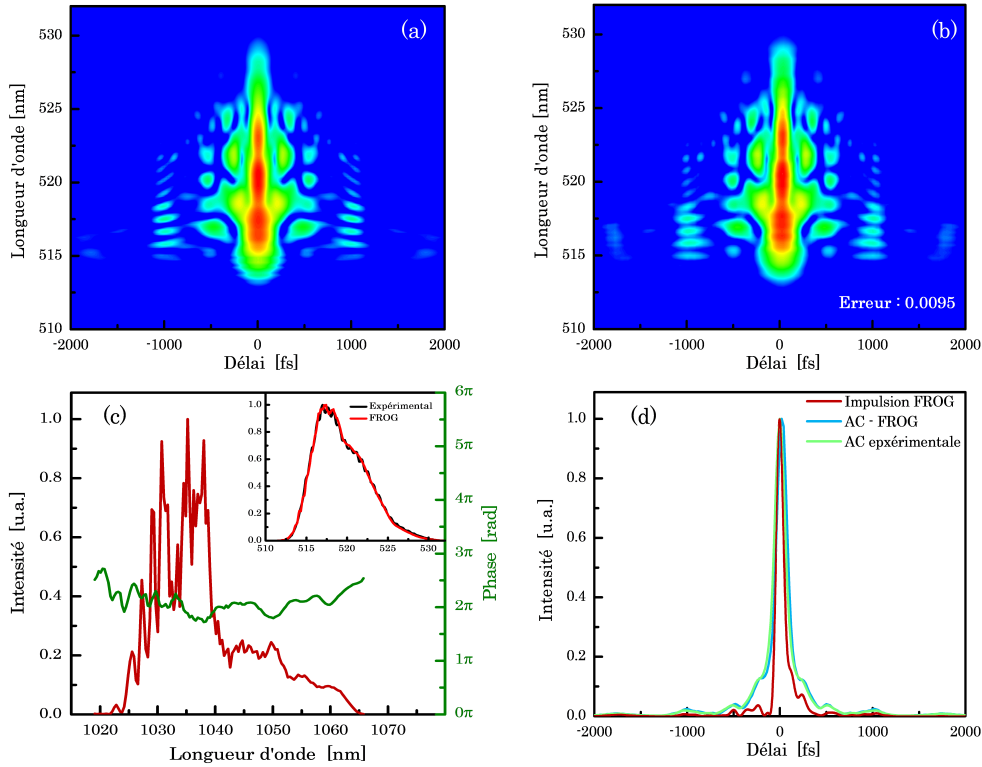 (a)
530
525
520
515
510
Longueur d'onde [nm]
-2000 -1000 0 1000 2000
Délai [fs]
(b)
530
525
520
515
510
Longueur d'onde [nm]
Erreur : 0.0095
-2000 -1000 0 1000 2000
Délai [fs]
(c)
1.0
0.8
0.6
0.4
0.2
0.0
Intensité [u.a.]
1020 1030 1040 1050 1060 1070
Longueur d'onde [nm]
6π
5π
4π
3π
2π
1π
0π
Phase [rad]
Expérimental
FROG
1.0
0.8
0.6
0.4
0.2
0.0
510 515 520 525 530
(d)
Impulsion FROG
AC - FROG
AC epxérimentale
1.0
0.8
0.6
0.4
0.2
0.0
Intensité [u.a.]
-2000 -1000 0 1000 2000
Délai [fs]